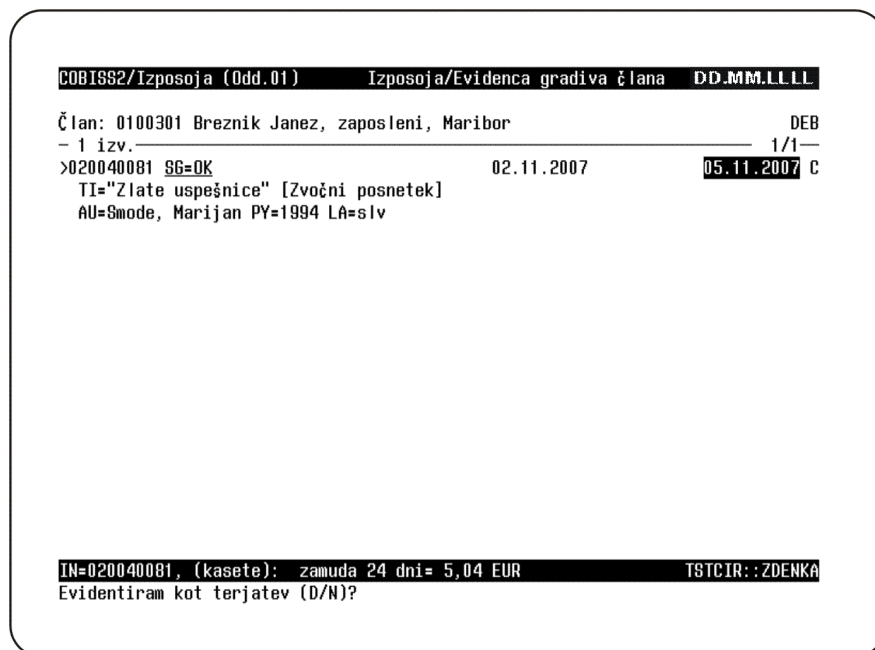 COBISS2/Izposoja (Odd.01) Izposoja/Evidenca gradiva člana DD.MM.LLLL
Član: 0100301 Breznik Janez, zaposleni, Maribor DEB
- 1 izv. 1/1
>020040081 SG=OK 02.11.2007 05.11.2007 C
TI="Zlate uspešnice" [Zvočni posnetek]
AU=Smode, Marijan PY=1994 LA=slv
IN=020040081, (kasete): zamuda 24 dni= 5,04 EUR TSTCIR::ZDENKA
Evidentiram kot terjatev (D/N)?